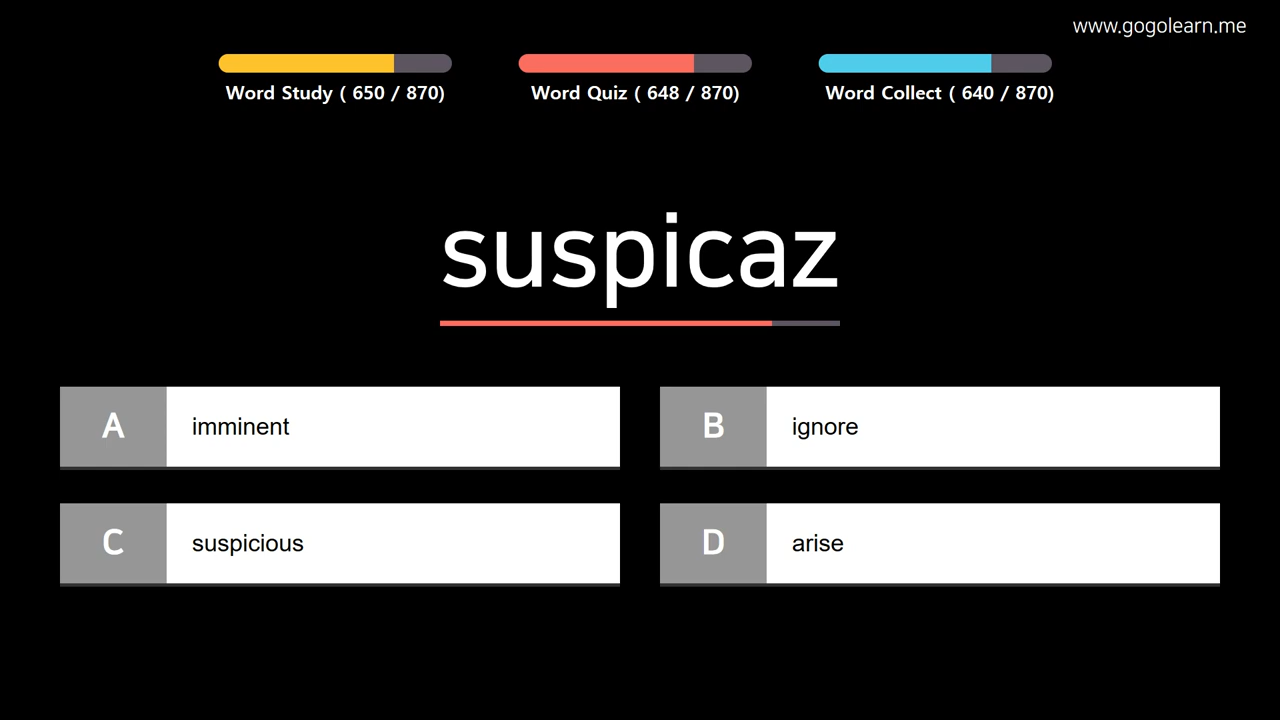 www.gogolearn.me
Word Study ( 650 / 870)
Word Quiz ( 648 / 870)
Word Collect ( 640 / 870)
suspicaz
A imminent
B ignore
C suspicious
D arise